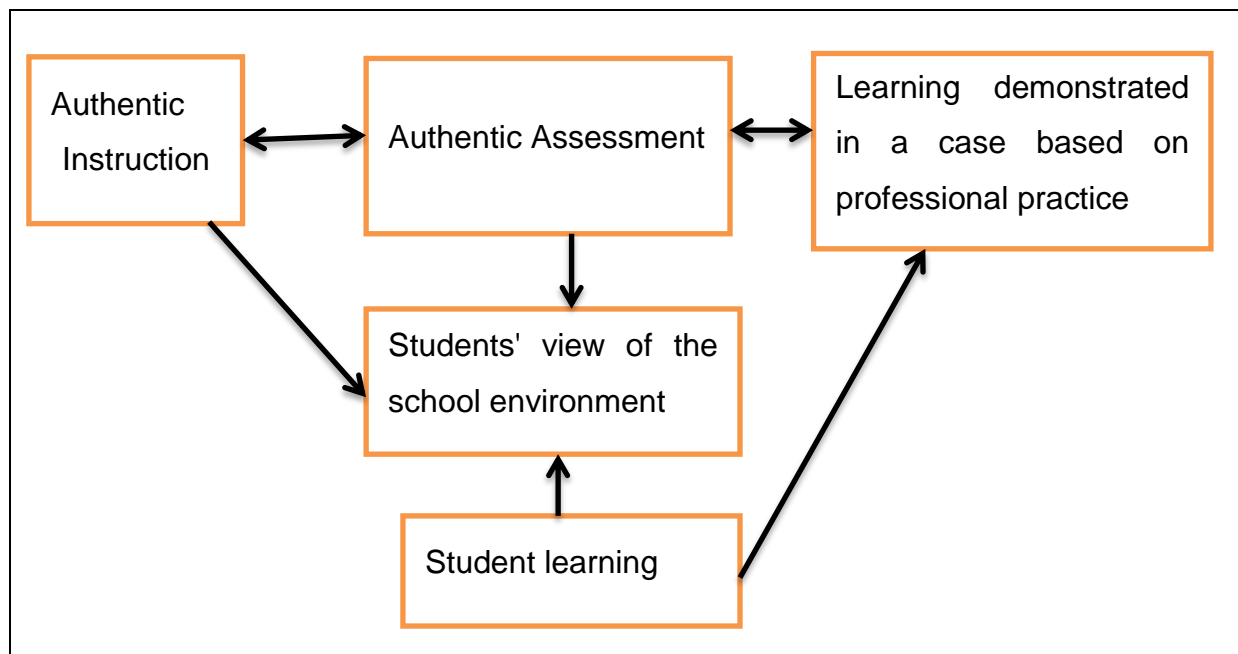 Authentic
Instruction
Authentic Assessment
Learning demonstrated
in a case based on
professional practice
Students' view of the
school environment
Student learning